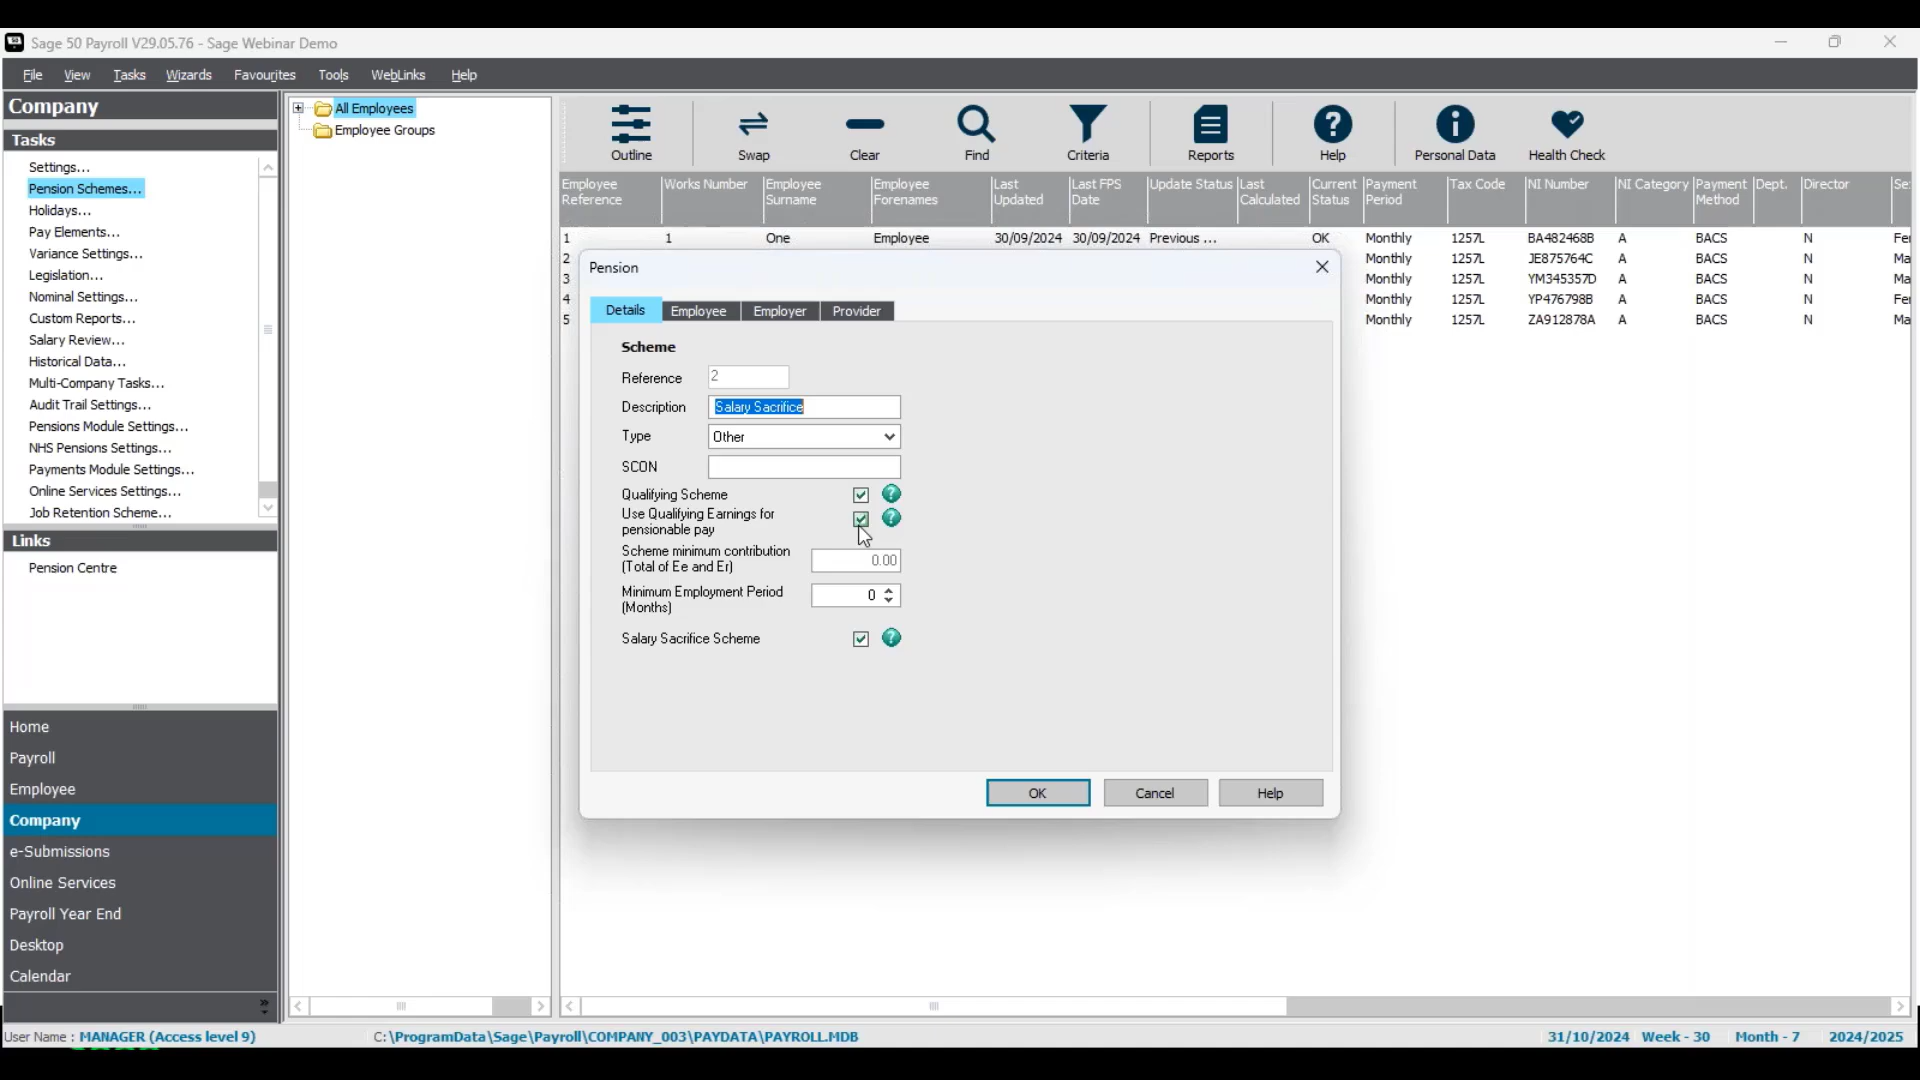 Sage 50 Payroll V29.05.76 - Sage Webinar Demo
File View Tasks Wizards Favourites Tools WebLinks Help
Company
Tasks
Settings...
Pension Schemes...
Holidays...
Pay Elements...
Variance Settings...
Legislation...
Nominal Settings...
Custom Reports...
Salary Review...
Historical Data...
Multi-Company Tasks...
Audit Trail Settings...
Pensions Module Settings...
NHS Pensions Settings...
Payments Module Settings...
Online Services Settings...
Job Retention Scheme...
Links
Pension Centre
Home
Payroll
Employee
Company
e-Submissions
Online Services
Payroll Year End
Desktop
Calendar
All Employees
Employee Groups
Outline Swap Clear Find Criteria Reports Help Personal Data Health Check
Employee Reference Works Number Employee Surname Employee Forenames Last Updated Last FPS Date Update Status Last Calculated Current Status Payment Period Tax Code NI Number NI Category Payment Method Dept. Director Se
1 1 One Employee 30/09/2024 30/09/2024 Previous ... OK Monthly 1257L BA482468B A BACS N Fe
2 Monthly 1257L JE875764C A BACS N Ma
3 Monthly 1257L YM345357D A BACS N Ma
4 Monthly 1257L YP476798B A BACS N Fe
5 Monthly 1257L ZA912878A A BACS N Ma
Pension
Details Employee Employer Provider
Scheme
Reference 2
Description Salary Sacrifice
Type Other
SCON
Qualifying Scheme
Use Qualifying Earnings for
pensionable pay
Scheme minimum contribution
(Total of Ee and Er) 0.00
Minimum Employment Period
(Months) 0
Salary Sacrifice Scheme
OK Cancel Help
User Name : MANAGER (Access level 9) C:\ProgramData\Sage\Payroll\COMPANY_003\PAYDATA\PAYROLL.MDB 31/10/2024 Week - 30 Month - 7 2024/2025